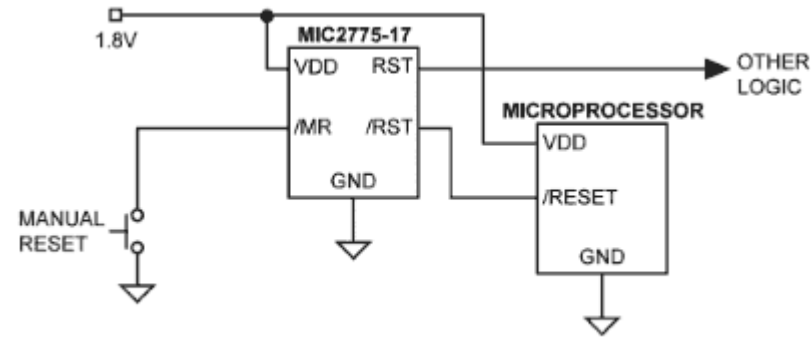 1.8V
MIC2775-17
VDD
RST
OTHER
LOGIC
/MR
/RST
GND
MICROPROCESSOR
VDD
/RESET
GND
MANUAL
RESET